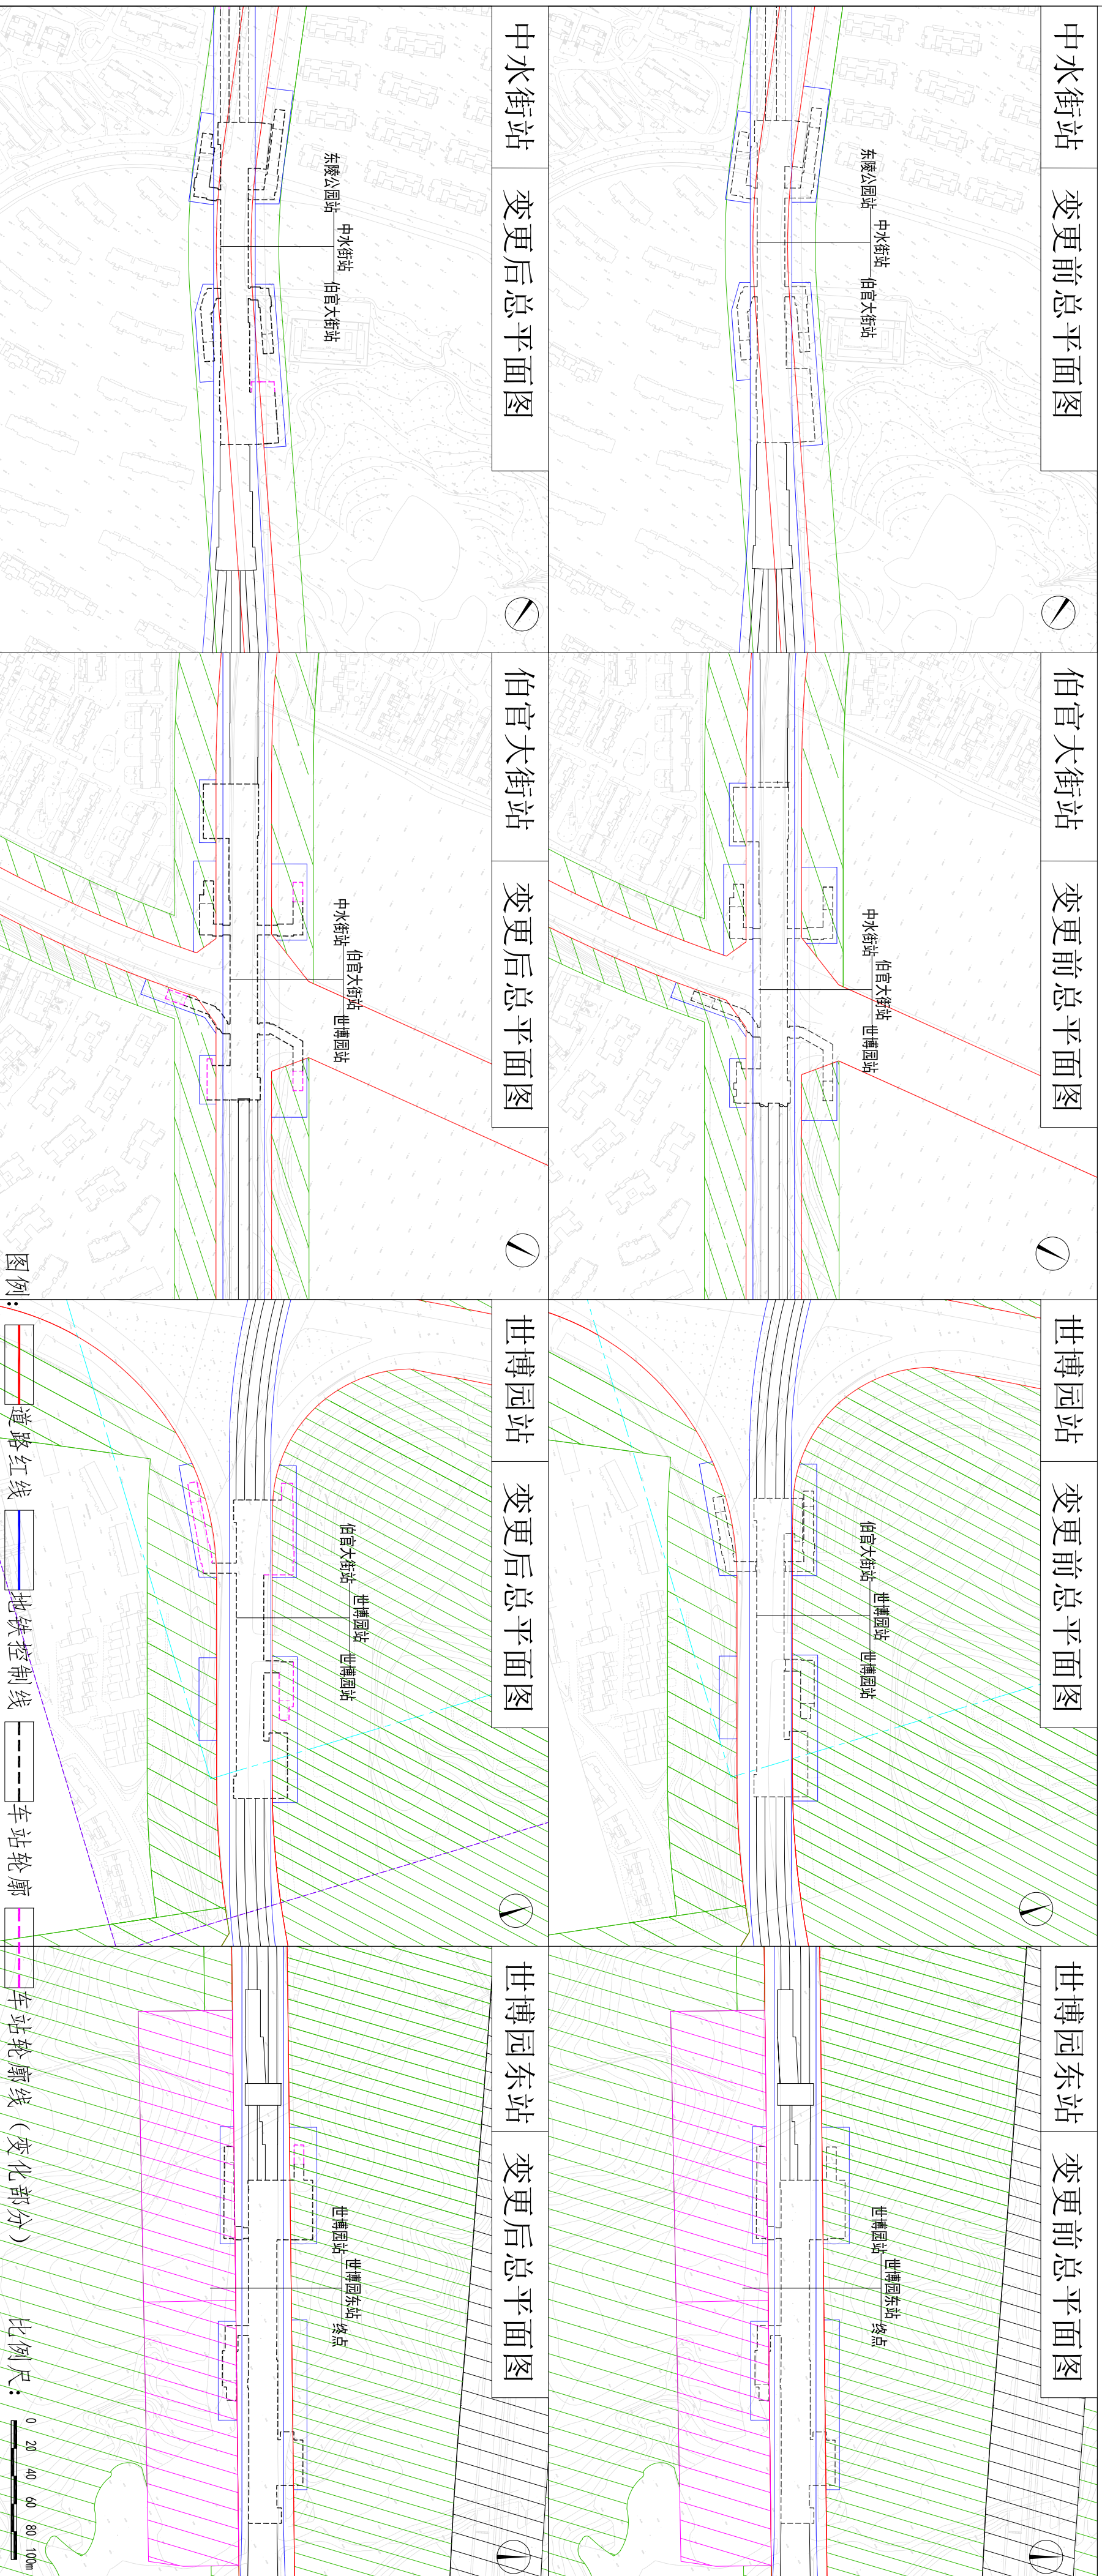 中水街站
变更前总平面图
东陵公园站
中水街站
伯官大街站
伯官大街站
变更前总平面图
中水街站
伯官大街站
世博园站
世博园站
变更前总平面图
伯官大街站
世博园站
世博园站
世博园东站
变更前总平面图
世博园站
世博园东站
终点
中水街站
变更后总平面图
东陵公园站
中水街站
伯官大街站
伯官大街站
变更后总平面图
中水街站
伯官大街站
世博园站
世博园站
变更后总平面图
伯官大街站
世博园站
世博园站
世博园东站
变更后总平面图
世博园站
世博园东站
终点
图例:
道路红线
地铁控制线
车站轮廓
车站轮廓线(变化部分)
比例尺:
0 20 40 60 80 100m